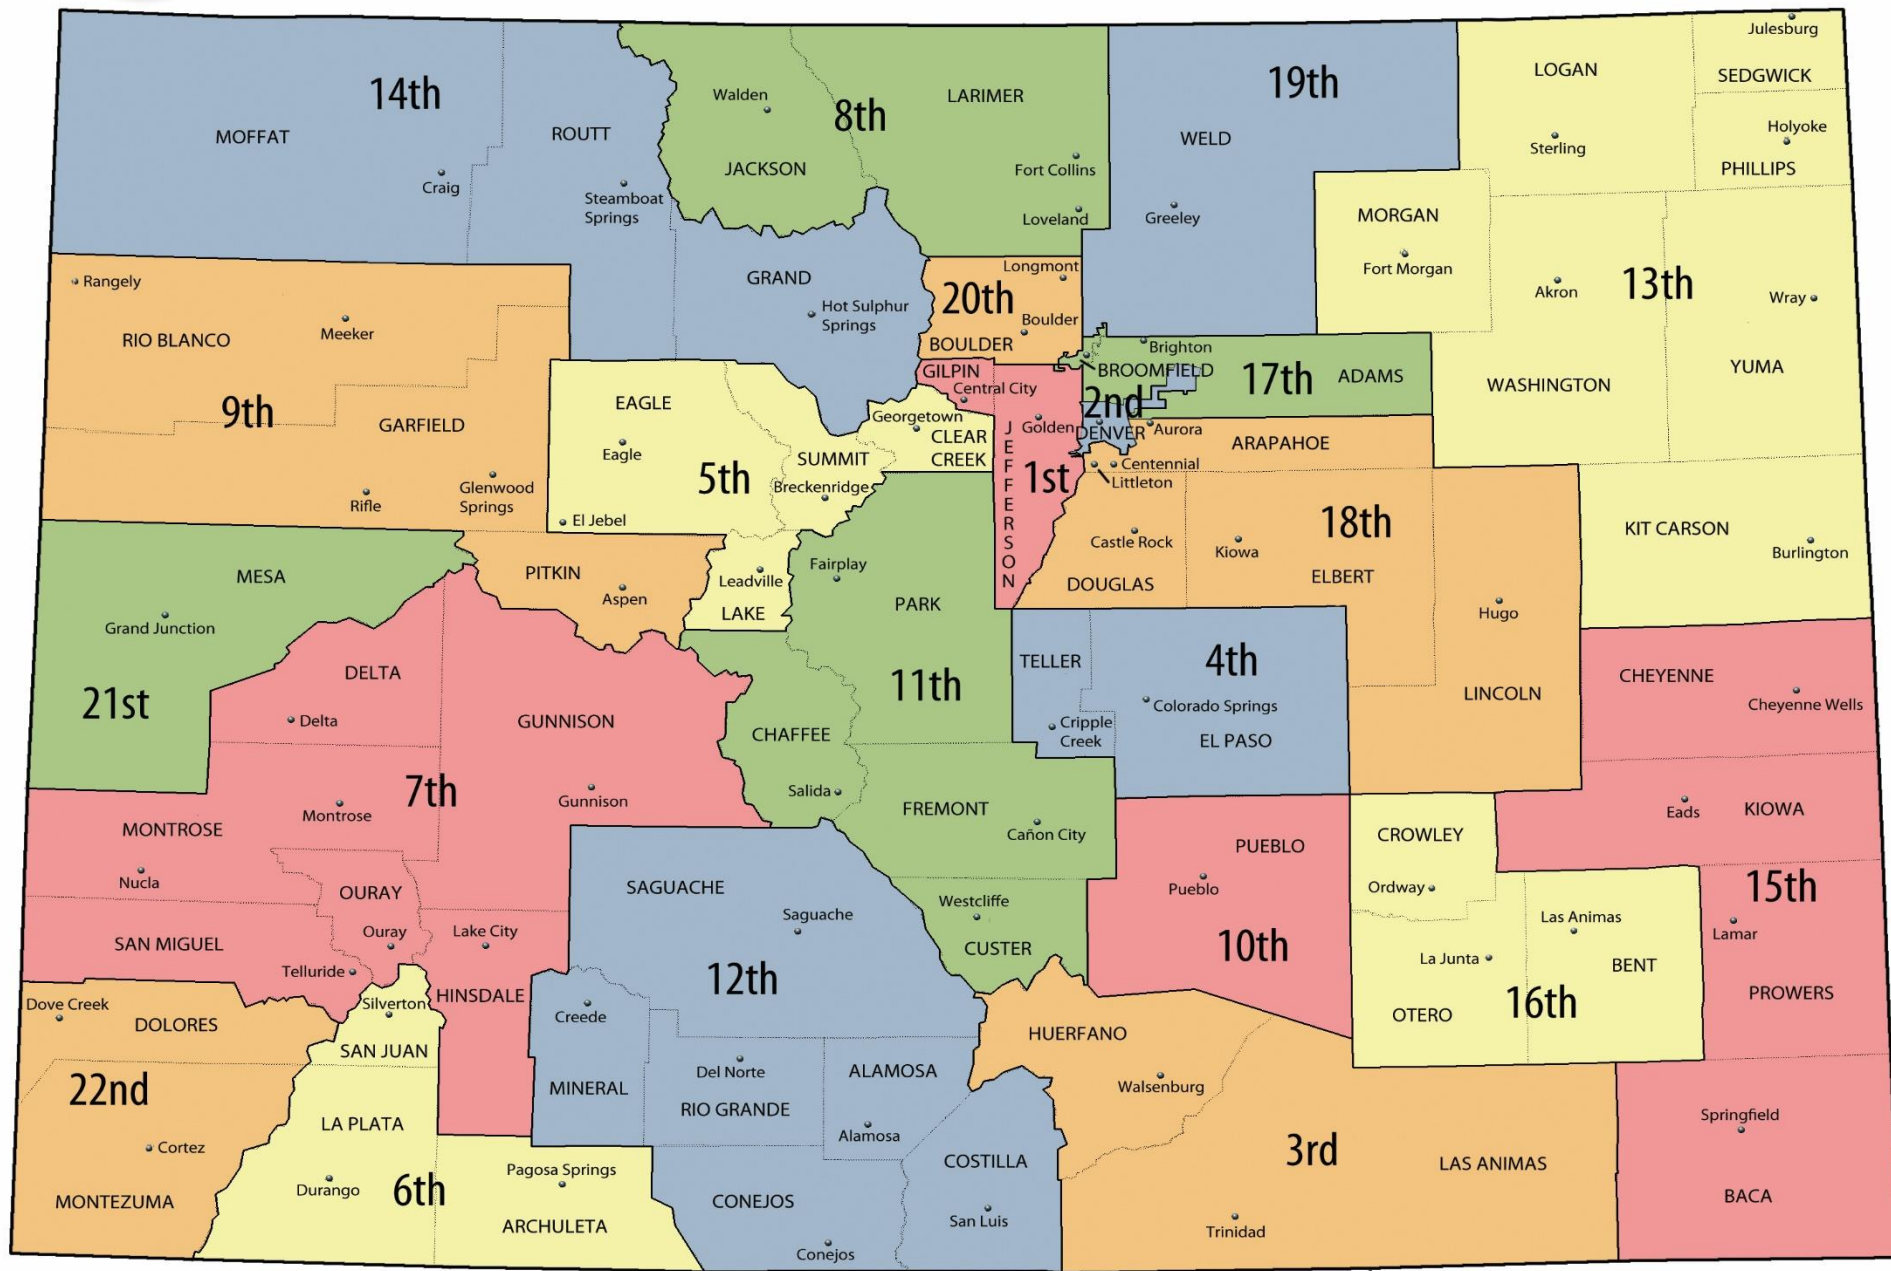 14th
MOFFAT
Craig
ROUTT
Steamboat
Springs
Walden
8th
LARIMER
JACKSON
Fort Collins
Loveland
GRAND
Hot Sulphur
Springs
19th
WELD
Greeley
LOGAN
Sterling
Julesburg
SEDGWICK
Holyoke
PHILLIPS
MORGAN
Fort Morgan
13th
Akron
Wray
WASHINGTON
YUMA
KIT CARSON
Burlington
Rangely
RIO BLANCO
Meeker
9th
GARFIELD
Rifle
Glenwood
Springs
EAGLE
Eagle
5th
El Jebel
SUMMIT
Breckenridge
Georgetown
CLEAR
CREEK
Leadville
LAKE
Longmont
20th
Boulder
BOULDER
GILPIN
Central City
JEFFERSON
Golden
1st
BROOMFIELD
Brighton
17th
ADAMS
2nd
DENVER
Aurora
ARAPAHOE
Centennial
Littleton
18th
Castle Rock
DOUGLAS
Kiowa
ELBERT
Hugo
LINCOLN
MESA
Grand Junction
21st
PITKIN
Aspen
Fairplay
PARK
11th
CHAFFEE
Salida
FREMONT
Cañon City
Westcliffe
CUSTER
TELLER
Cripple
Creek
4th
Colorado Springs
EL PASO
CHEYENNE
Cheyenne Wells
Eads
KIOWA
15th
Lamar
PROWERS
Springfield
BACA
DELTA
Delta
GUNNISON
7th
Gunnison
Montrose
MONTROSE
Nucla
OURAY
Ouray
SAN MIGUEL
Telluride
Lake City
HINSDALE
PUEBLO
Pueblo
10th
CROWLEY
Ordway
Las Animas
La Junta
BENT
OTERO
16th
SAGUACHE
Saguache
12th
Creede
MINERAL
Del Norte
RIO GRANDE
ALAMOSA
Alamosa
CONEJOS
Conejos
COSTILLA
San Luis
Dove Creek
DOLORES
22nd
Cortez
MONTEZUMA
Silverton
SAN JUAN
LA PLATA
Durango
6th
Pagosa Springs
ARCHULETA
HUERFANO
Walsenburg
3rd
LAS ANIMAS
Trinidad